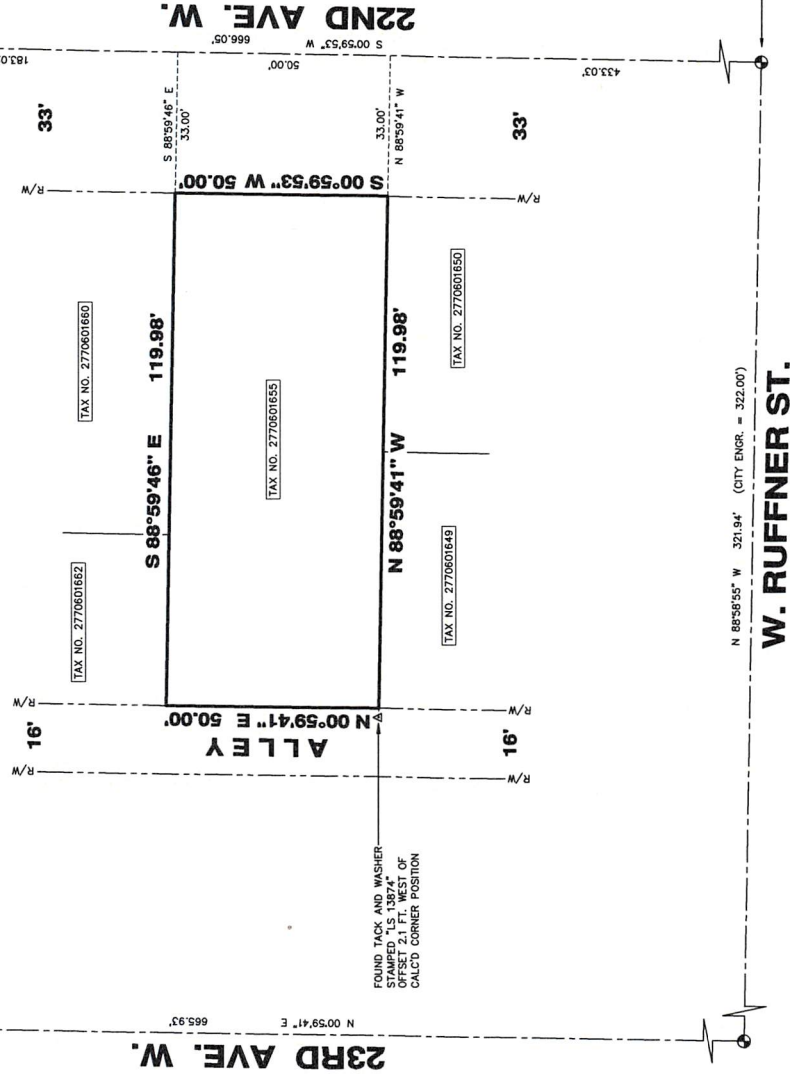 22ND AVE. W.
S 00°59'53" W 666.05'
183.0
50.00'
433.03'
33'
S 88°59'46" E
33.00'
33.00'
N 88°59'41" W
33'
R/W
S 00°59'53" W 50.00'
R/W
TAX NO. 2770601660
S 88°59'46" E 119.98'
TAX NO. 2770601655
N 88°59'41" W 119.98'
TAX NO. 2770601650
TAX NO. 2770601662
TAX NO. 2770601649
R/W
N 00°59'41" E 50.00'
R/W
16'
ALLEY
16'
R/W
R/W
FOUND TACK AND WASHER
STAMPED "LS 13874"
OFFSET 2.1 FT. WEST OF
CALC'D CORNER POSITION
N 88°58'55" W 321.94' (CITY ENGR. = 322.00')
W. RUFFNER ST.
N 00°59'41" E 665.93'
23RD AVE. W.